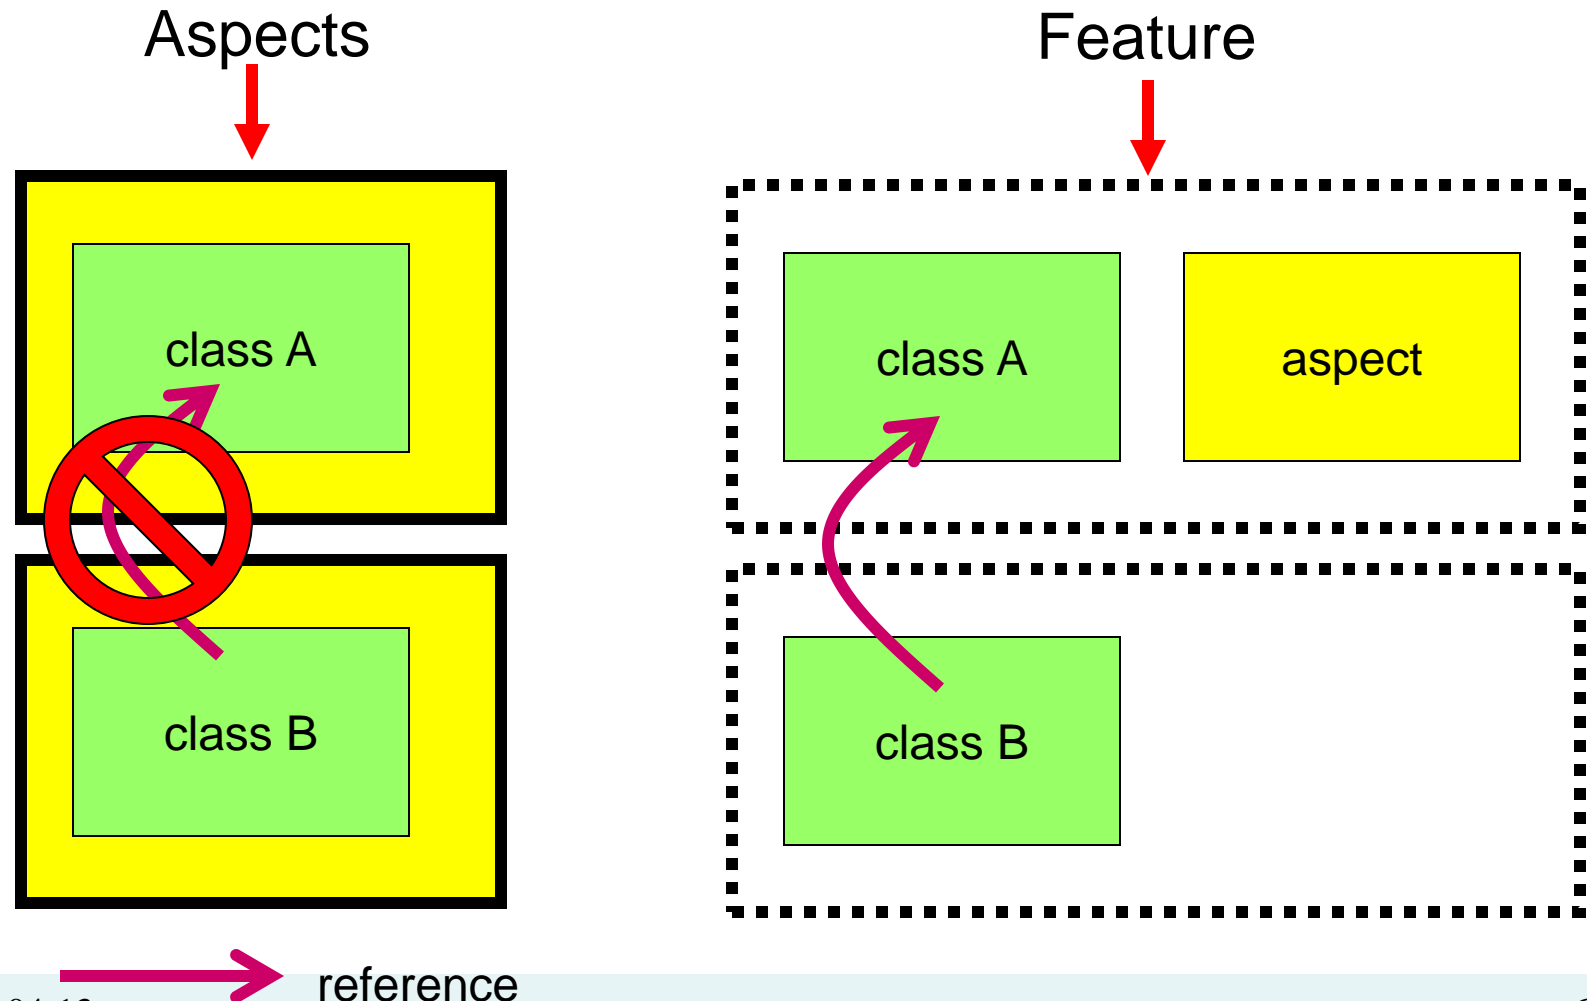 Aspects
Feature
class A
class A
aspect
class B
class B
reference